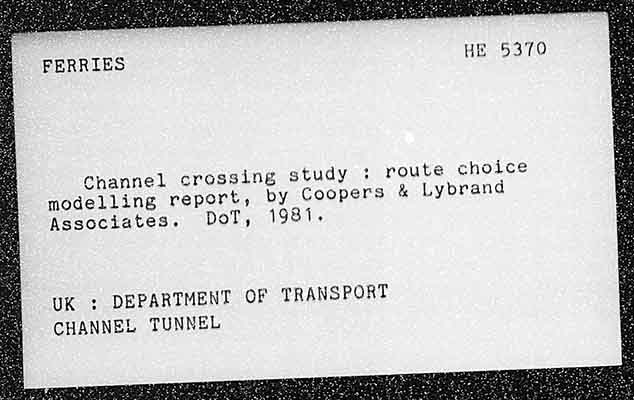 FERRIES
HE 5370
Channel crossing study : route choice
modelling report, by Coopers & Lybrand
Associates. DoT, 1981.
UK : DEPARTMENT OF TRANSPORT
CHANNEL TUNNEL